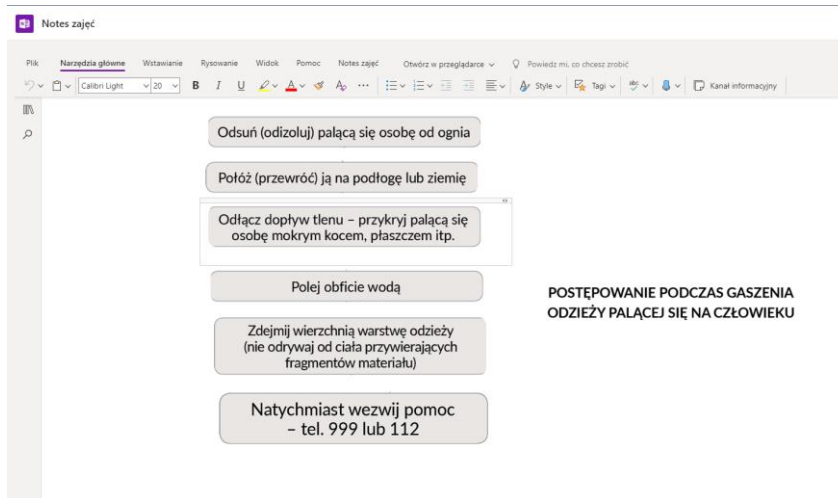 Notes zajęć
Plik Narzędzia główne Wstawianie Rysowanie Widok Pomoc Notes zajęć Otwórz w przeglądarce Powiedz mi, co chcesz zrobić
Calibri Light 20 B I U A A Style Tagi abc Kanał informacyjny
Odsuń (odizoluj) palącą się osobę od ognia
Połóż (przewróć) ją na podłogę lub ziemię
Odłącz dopływ tlenu – przykryj palącą się
osobę mokrym kocem, płaszczem itp.
Polej obficie wodą
Zdejmij wierzchnią warstwę odzieży
(nie odrywaj od ciała przywierających
fragmentów materiału)
Natychmiast wezwij pomoc
– tel. 999 lub 112
POSTĘPOWANIE PODCZAS GASZENIA
ODZIEŻY PALĄCEJ SIĘ NA CZŁOWIEKU